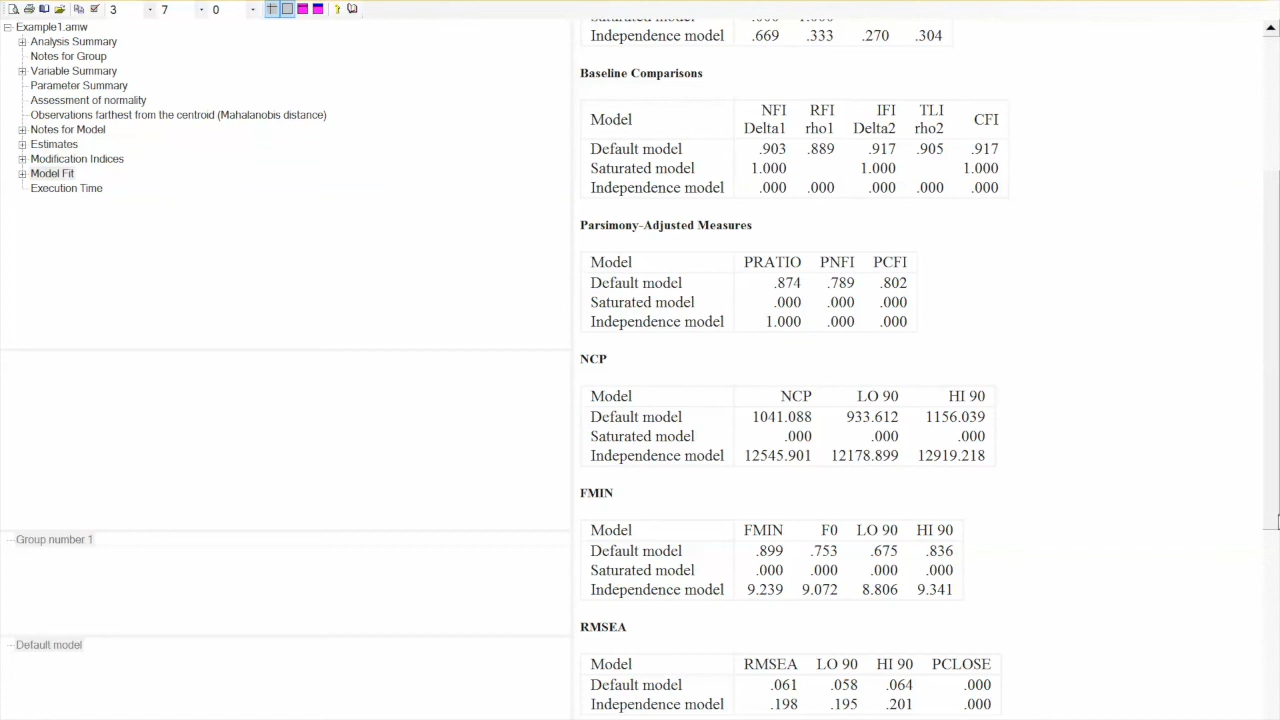 3 7 0
Example1.amw
Analysis Summary
Notes for Group
Variable Summary
Parameter Summary
Assessment of normality
Observations farthest from the centroid (Mahalanobis distance)
Notes for Model
Estimates
Modification Indices
Model Fit
Execution Time
Group number 1
Default model
Saturated model .000 1.000
Independence model .669 .333 .270 .304
Baseline Comparisons
Model NFI Delta1 RFI rho1 IFI Delta2 TLI rho2 CFI
Default model .903 .889 .917 .905 .917
Saturated model 1.000 1.000 1.000
Independence model .000 .000 .000 .000 .000
Parsimony-Adjusted Measures
Model PRATIO PNFI PCFI
Default model .874 .789 .802
Saturated model .000 .000 .000
Independence model 1.000 .000 .000
NCP
Model NCP LO 90 HI 90
Default model 1041.088 933.612 1156.039
Saturated model .000 .000 .000
Independence model 12545.901 12178.899 12919.218
FMIN
Model FMIN F0 LO 90 HI 90
Default model .899 .753 .675 .836
Saturated model .000 .000 .000 .000
Independence model 9.239 9.072 8.806 9.341
RMSEA
Model RMSEA LO 90 HI 90 PCLOSE
Default model .061 .058 .064 .000
Independence model .198 .195 .201 .000